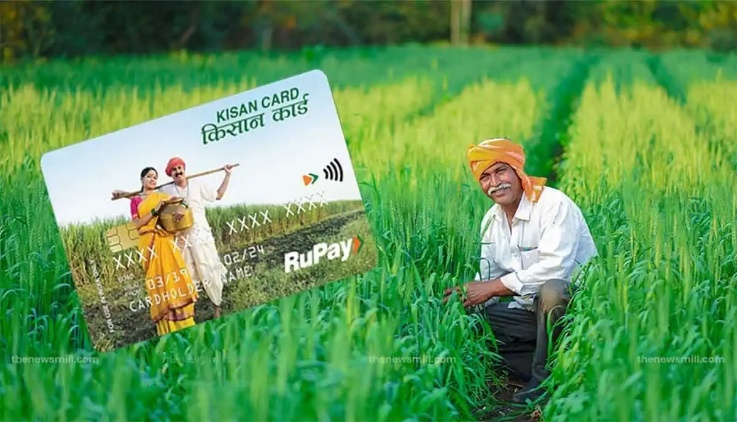 KISAN CARD
किसान कार्ड
XXXX XXXX XXXX XXXX
03/19 02/24
CARDHOLDER NAME
RuPay
thenewsmill.com thenewsmill.com thenewsmill.com